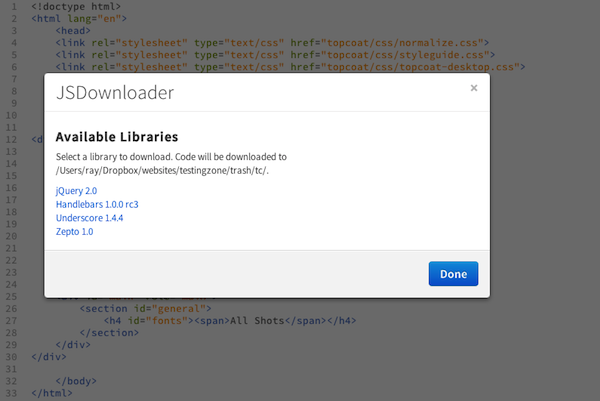 1 <!doctype html>
2 <html lang="en">
3 <head>
4 <link rel="stylesheet" type="text/css" href="topcoat/css/normalize.css">
5 <link rel="stylesheet" type="text/css" href="topcoat/css/styleguide.css">
6 <link rel="stylesheet" type="text/css" href="topcoat/css/topcoat-desktop.css">
7
8
9
10
11
12 <d
13
14
15
16
17
18
19
20
21
22
23
24
JSDownloader ×
Available Libraries
Select a library to download. Code will be downloaded to
/Users/ray/Dropbox/websites/testingzone/trash/tc/.
jQuery 2.0
Handlebars 1.0.0 rc3
Underscore 1.4.4
Zepto 1.0
Done
25
26 <section id="general">
27 <h4 id="fonts"><span>All Shots</span></h4>
28 </section>
29 </div>
30 </div>
31
32 </body>
33 </html>